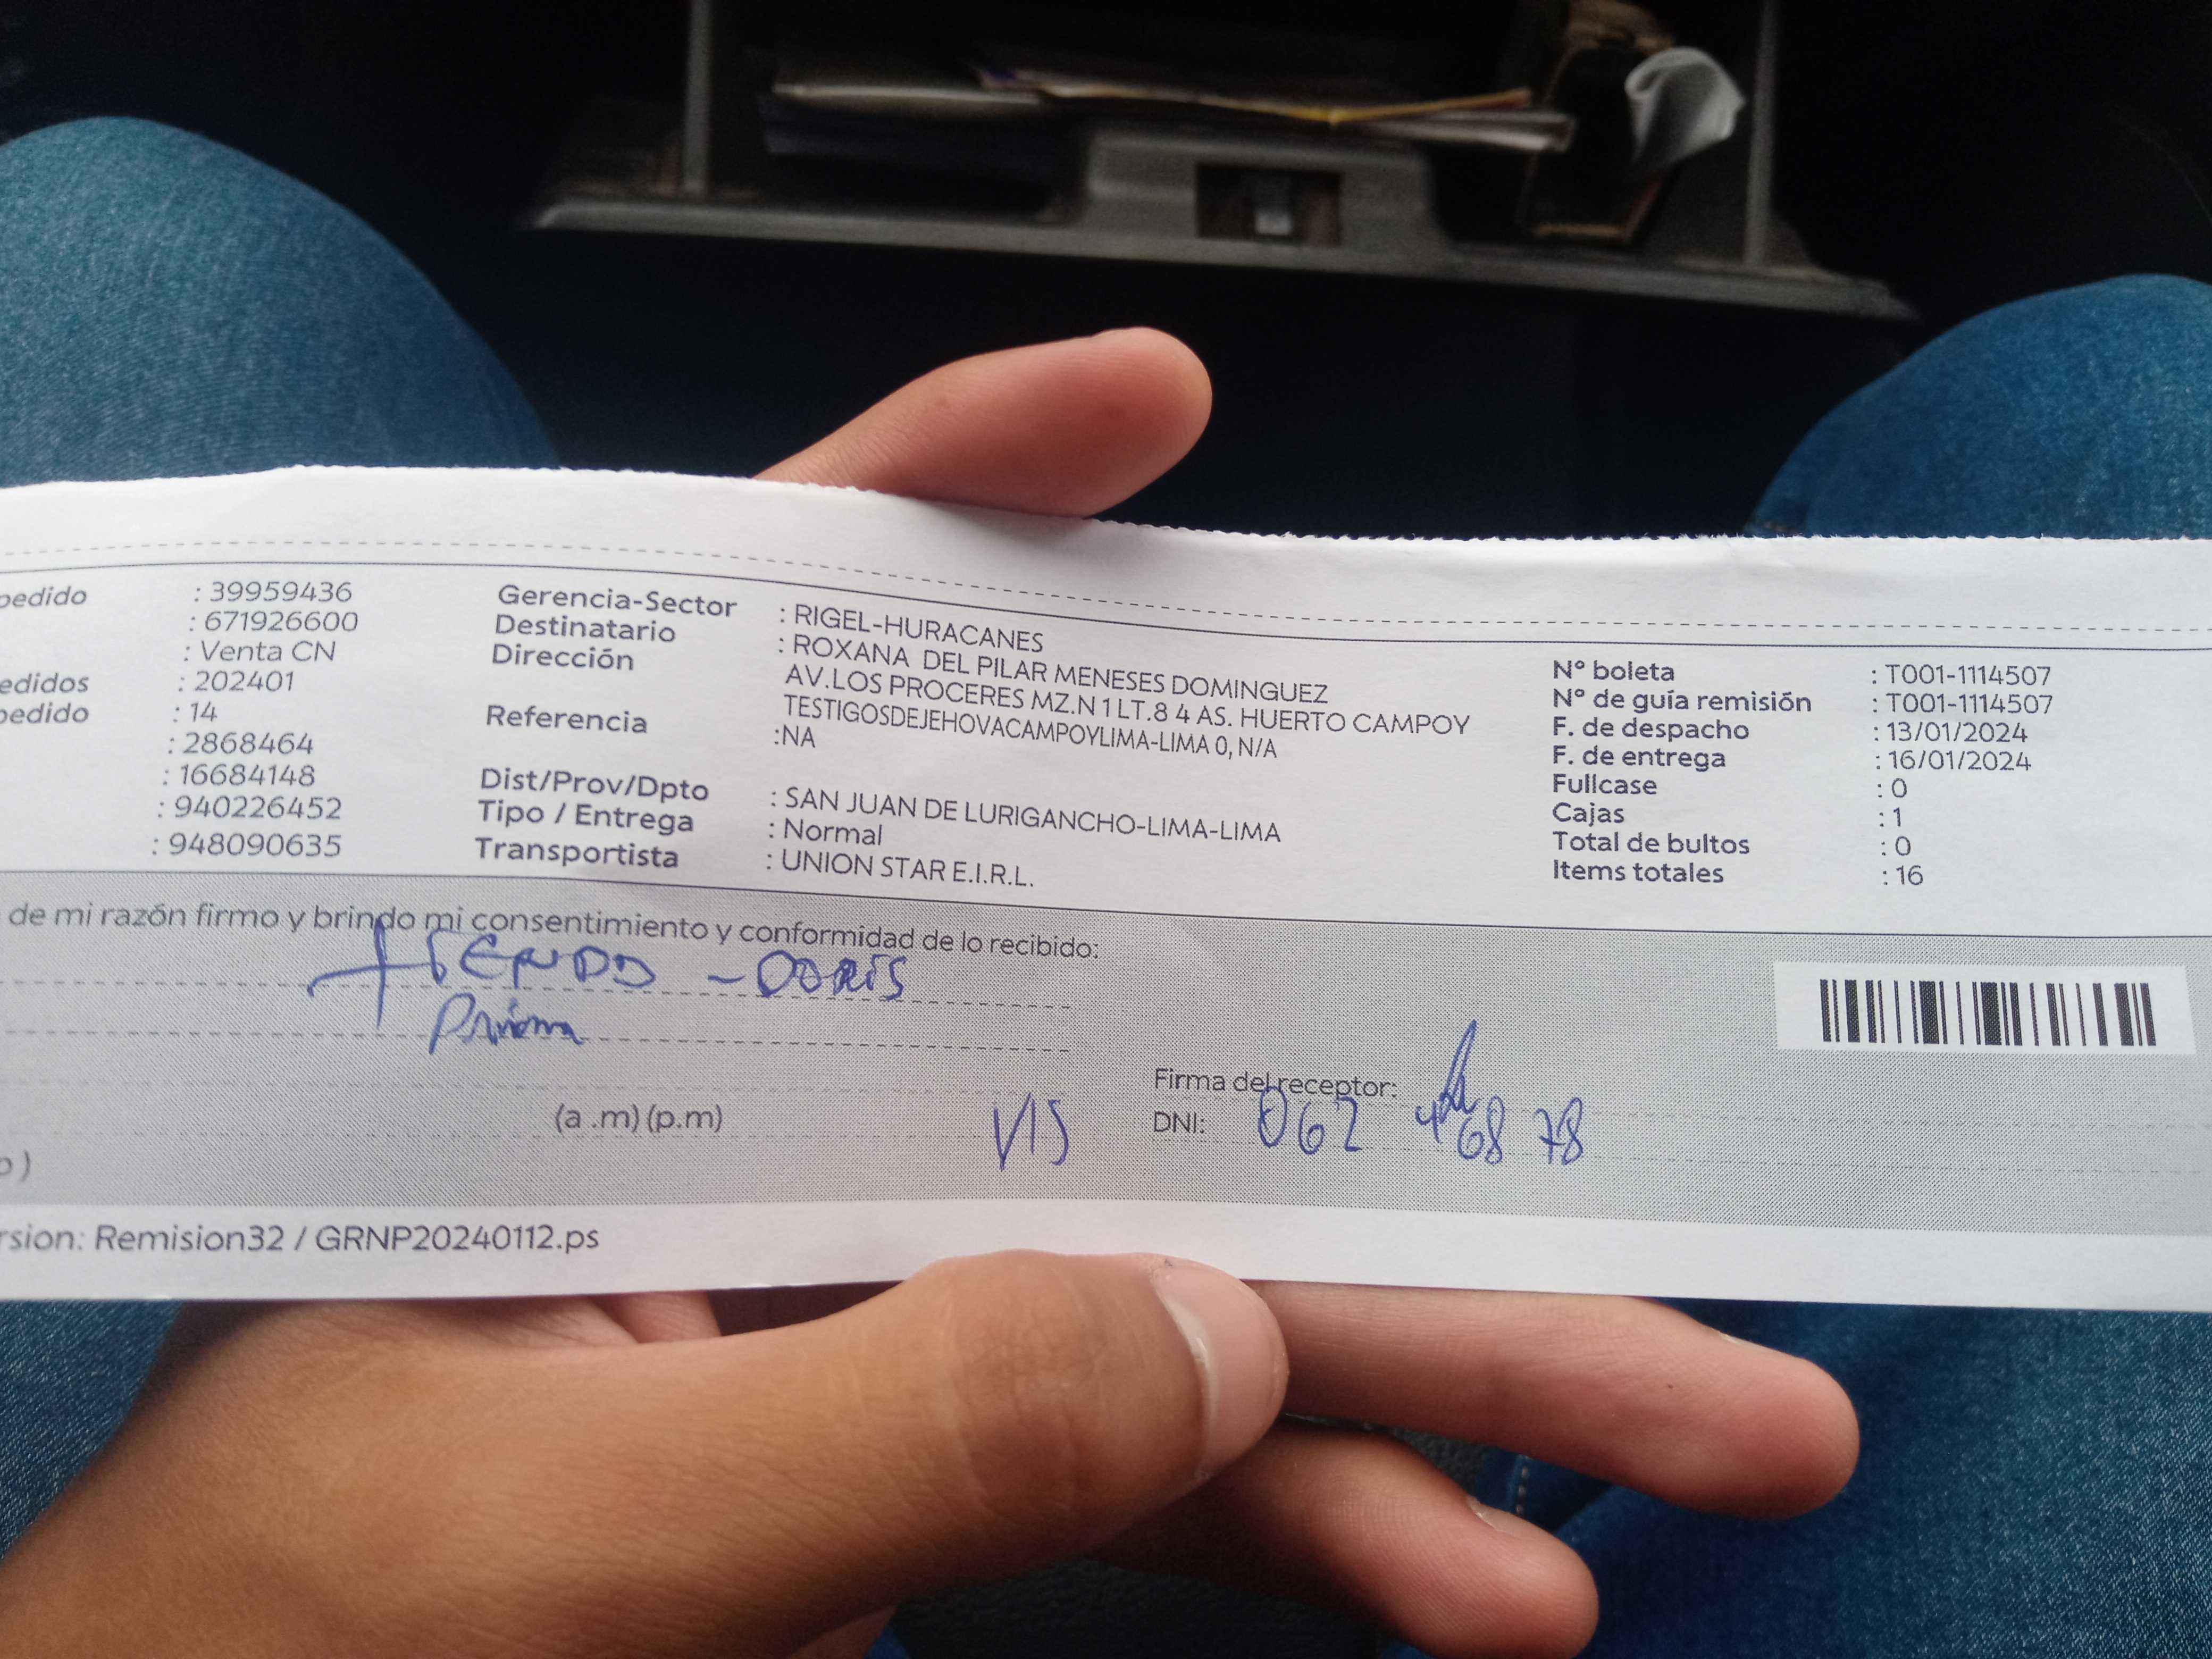 pedido : 39959436
: 671926600
: Venta CN
edidos : 202401
pedido : 14
: 2868464
: 16684148
: 940226452
: 948090635
Gerencia-Sector : RIGEL-HURACANES
Destinatario : ROXANA DEL PILAR MENESES DOMINGUEZ
Dirección AV.LOS PROCERES MZ.N 1 LT.8 4 AS. HUERTO CAMPOY
TESTIGOSDEJEHOVACAMPOYLIMA-LIMA 0, N/A
Referencia :NA
Dist/Prov/Dpto : SAN JUAN DE LURIGANCHO-LIMA-LIMA
Tipo / Entrega : Normal
Transportista : UNION STAR E.I.R.L.
N° boleta : T001-1114507
N° de guía remisión : T001-1114507
F. de despacho : 13/01/2024
F. de entrega : 16/01/2024
Fullcase : 0
Cajas : 1
Total de bultos : 0
Items totales : 16
de mi razón firmo y brindo mi consentimiento y conformidad de lo recibido:
- DORIS
Prima
(a .m) (p.m)
Firma del receptor:
DNI: 062 68 78
o )
rsion: Remision32 / GRNP20240112.ps